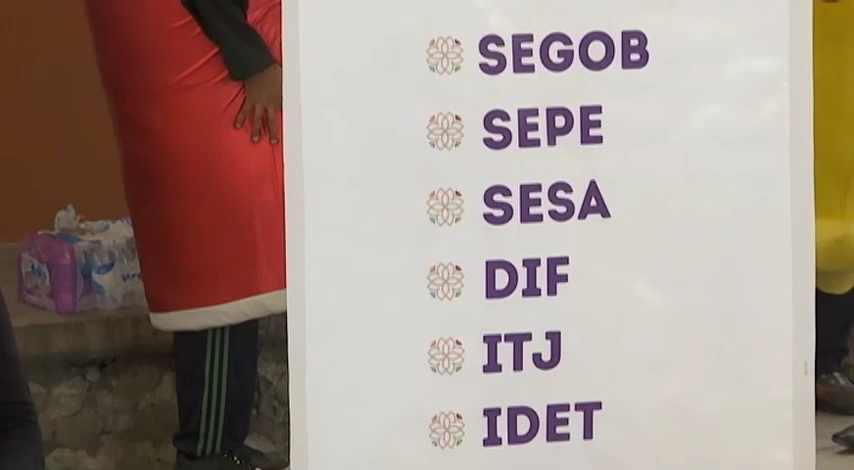 SEGOB
SEPE
SESA
DIF
ITJ
IDET